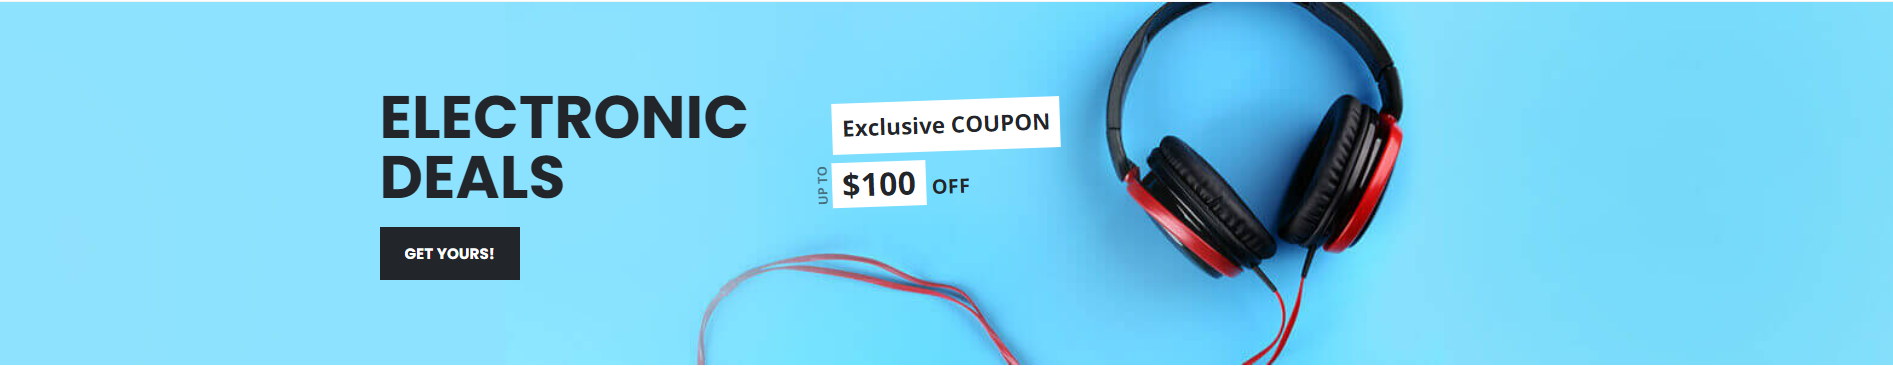 ELECTRONIC
DEALS
GET YOURS!
Exclusive COUPON
UP TO
$100 OFF